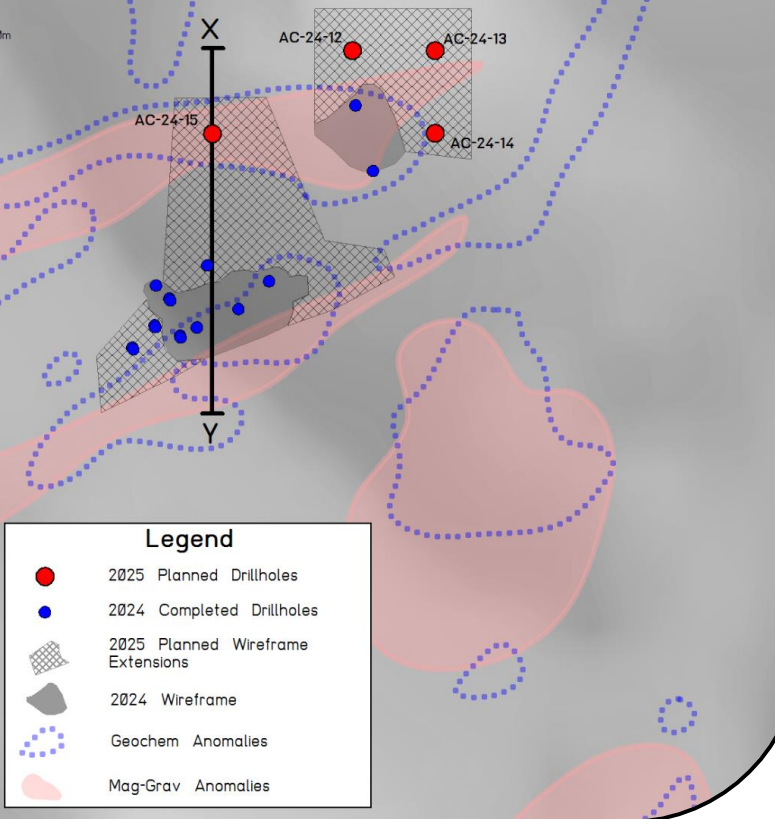 X
AC-24-12
AC-24-13
AC-24-15
AC-24-14
Y
Legend
2025 Planned Drillholes
2024 Completed Drillholes
2025 Planned Wireframe
Extensions
2024 Wireframe
Geochem Anomalies
Mag-Grav Anomalies